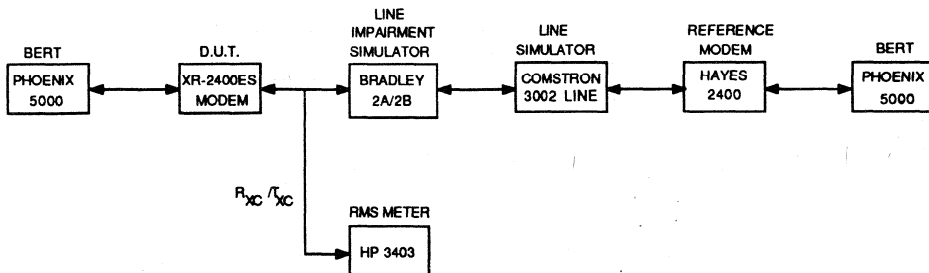 BERT
PHOENIX
5000
D.U.T.
XR-2400ES
MODEM
LINE
IMPAIRMENT
SIMULATOR
BRADLEY
2A/2B
LINE
SIMULATOR
COMSTRON
3002 LINE
REFERENCE
MODEM
HAYES
2400
BERT
PHOENIX
5000
RXC /TXC
RMS METER
HP 3403